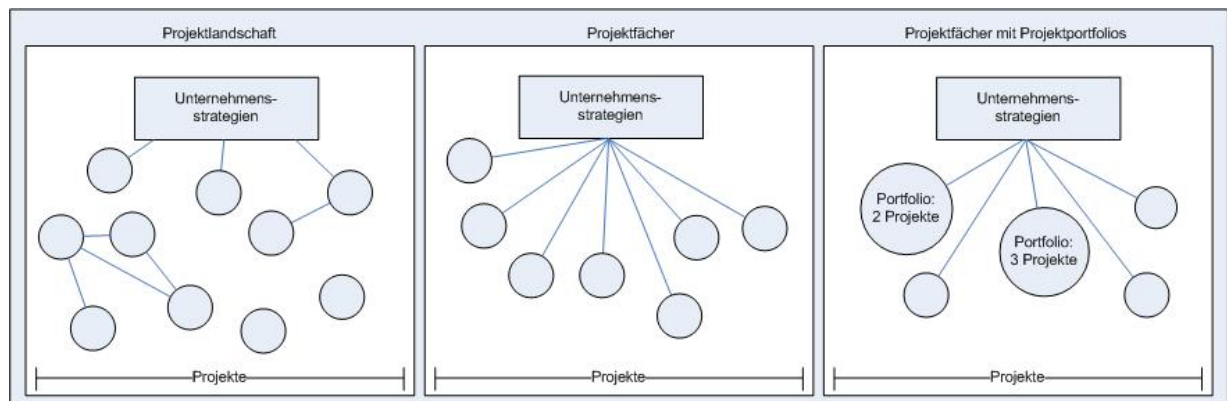 Projektlandschaft
Unternehmens-
strategien
Projekte
Projektfächer
Unternehmens-
strategien
Projekte
Projektfächer mit Projektportfolios
Unternehmens-
strategien
Portfolio:
2 Projekte
Portfolio:
3 Projekte
Projekte